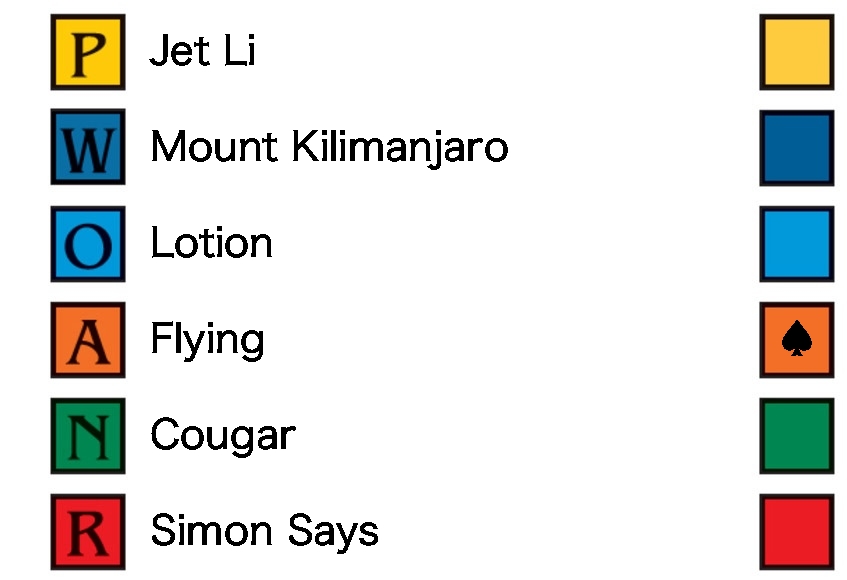 P Jet Li
W Mount Kilimanjaro
O Lotion
A Flying ♠
N Cougar
R Simon Says